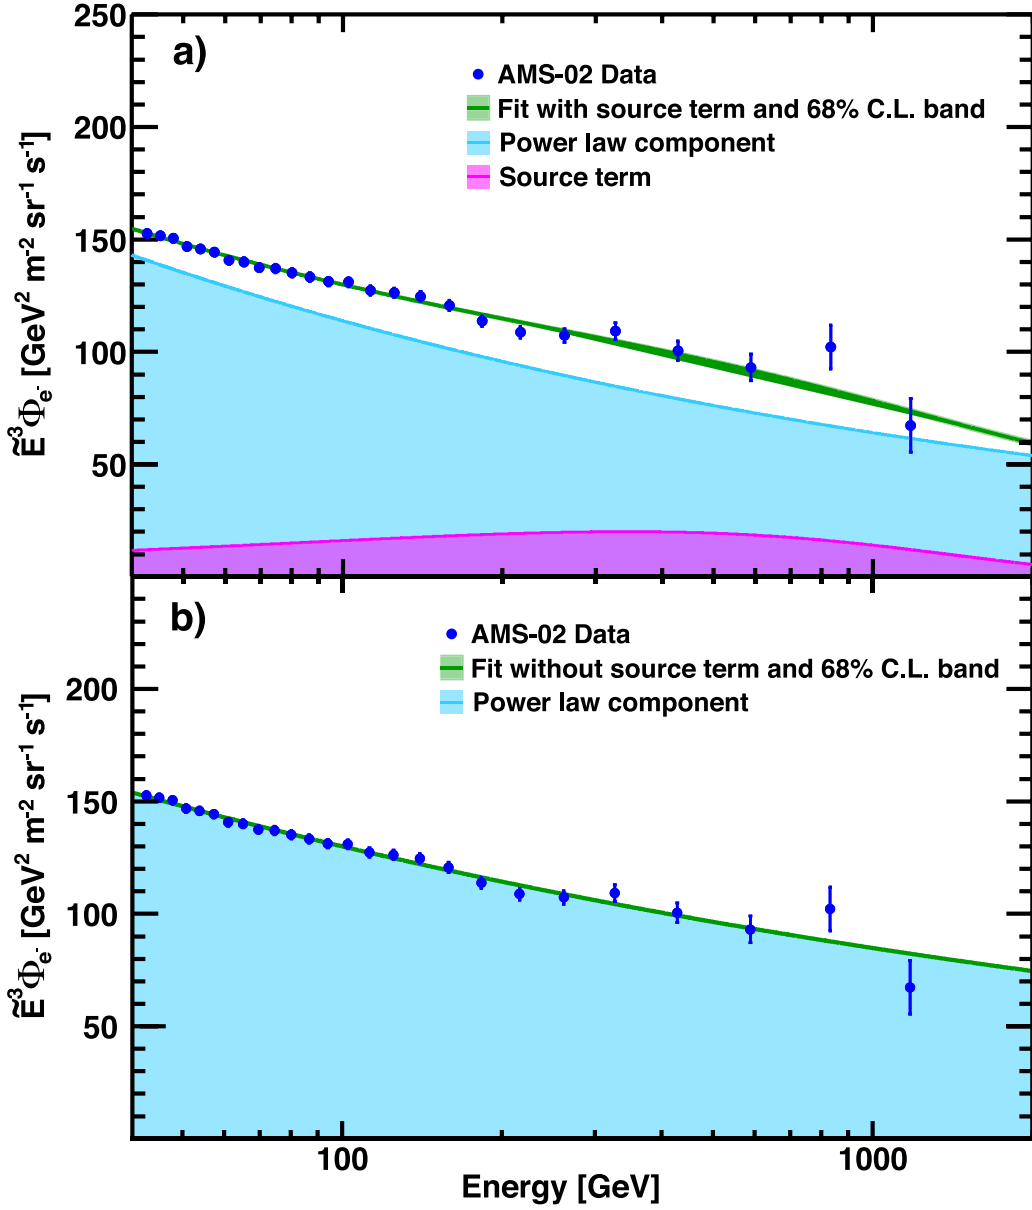 250
a)
AMS-02 Data
Fit with source term and 68% C.L. band
Power law component
Source term
200
150
100
50
Ẽ³Φₑ- [GeV² m⁻² sr⁻¹ s⁻¹]
b)
AMS-02 Data
Fit without source term and 68% C.L. band
Power law component
200
150
100
50
Ẽ³Φₑ- [GeV² m⁻² sr⁻¹ s⁻¹]
100
1000
Energy [GeV]